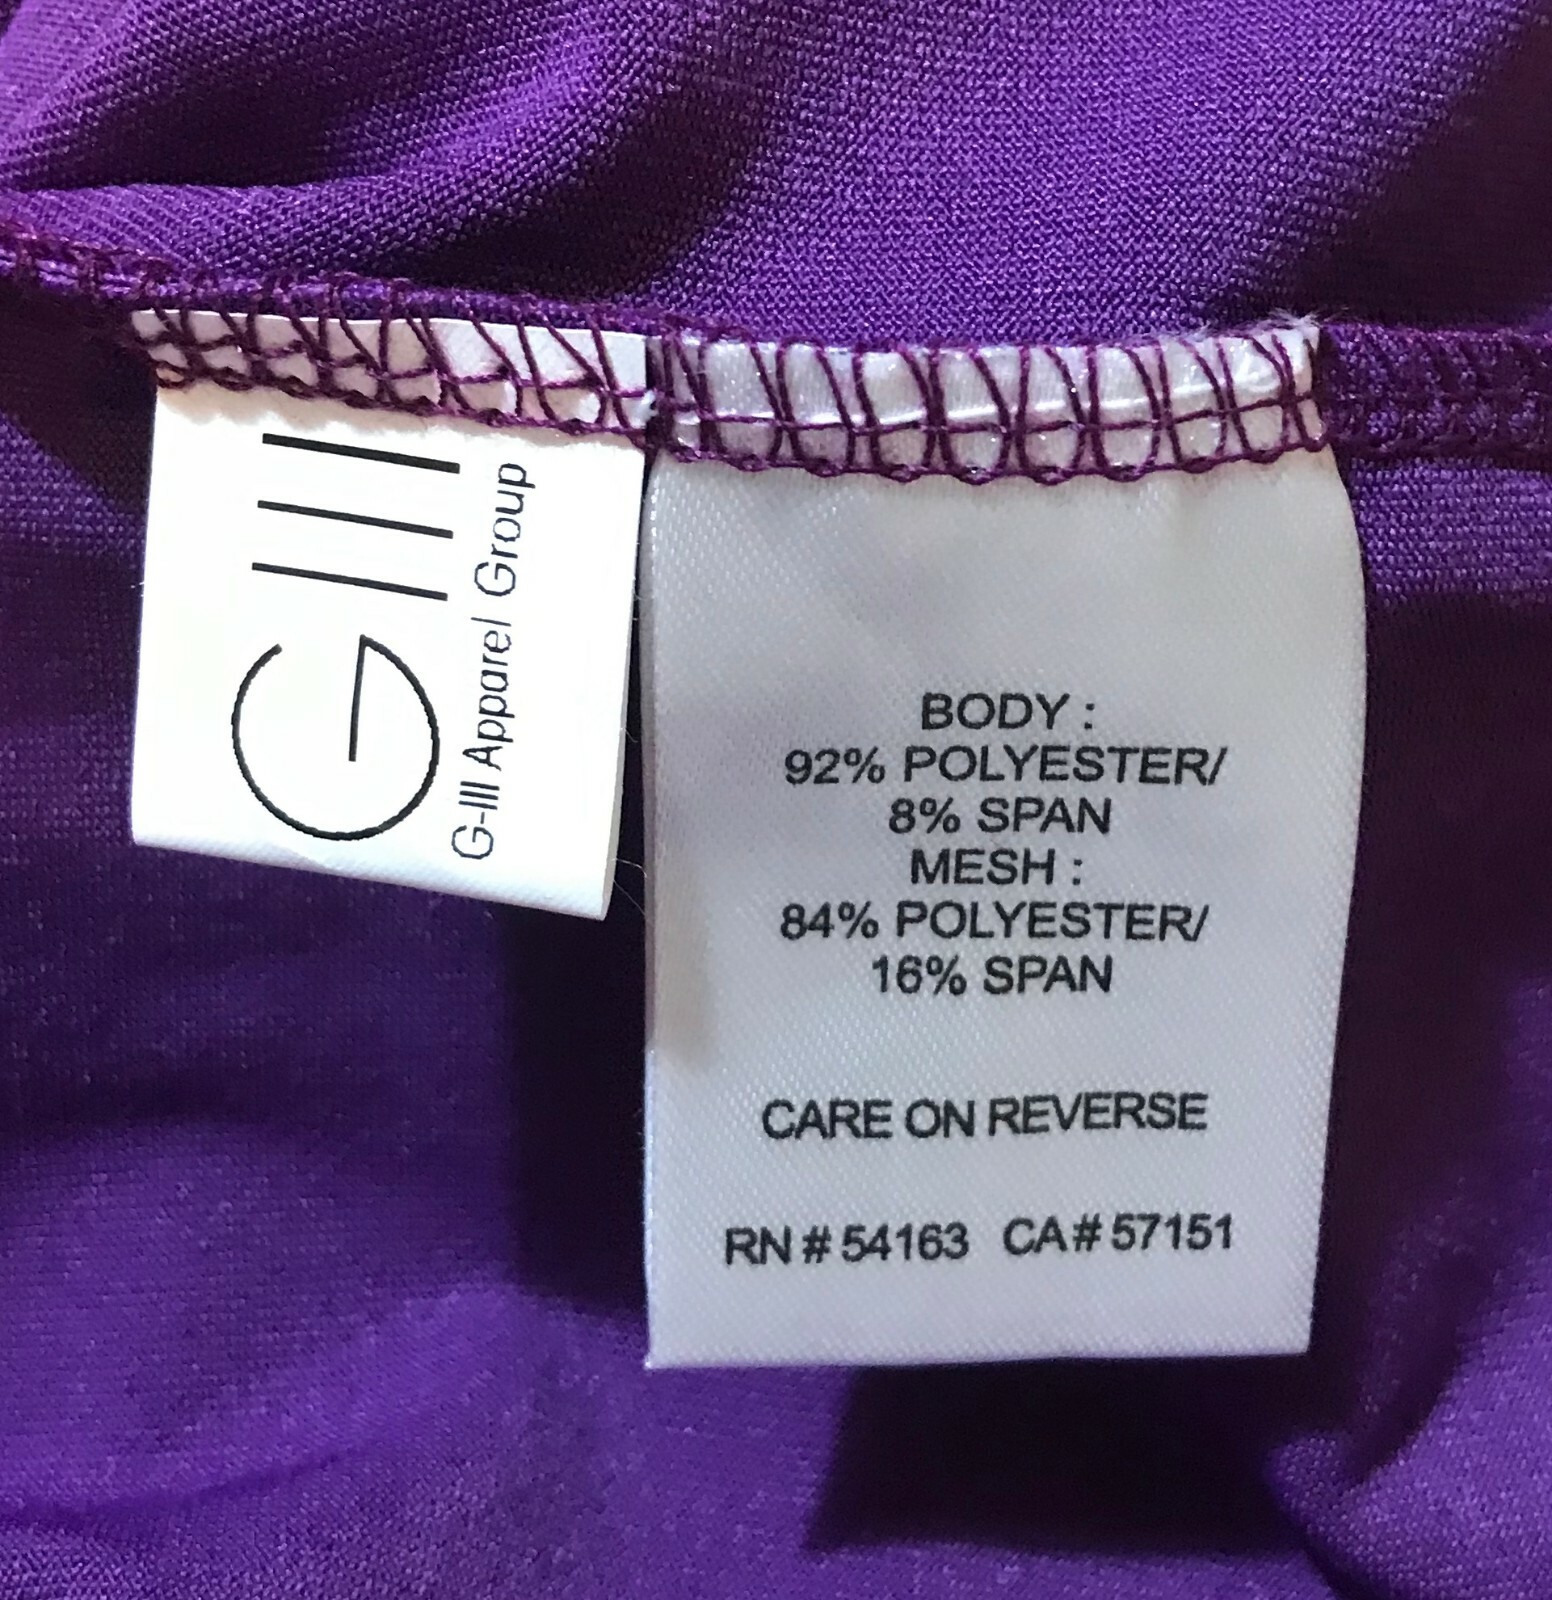 GIII
G-III Apparel Group
BODY :
92% POLYESTER/
8% SPAN
MESH :
84% POLYESTER/
16% SPAN
CARE ON REVERSE
RN # 54163 CA# 57151